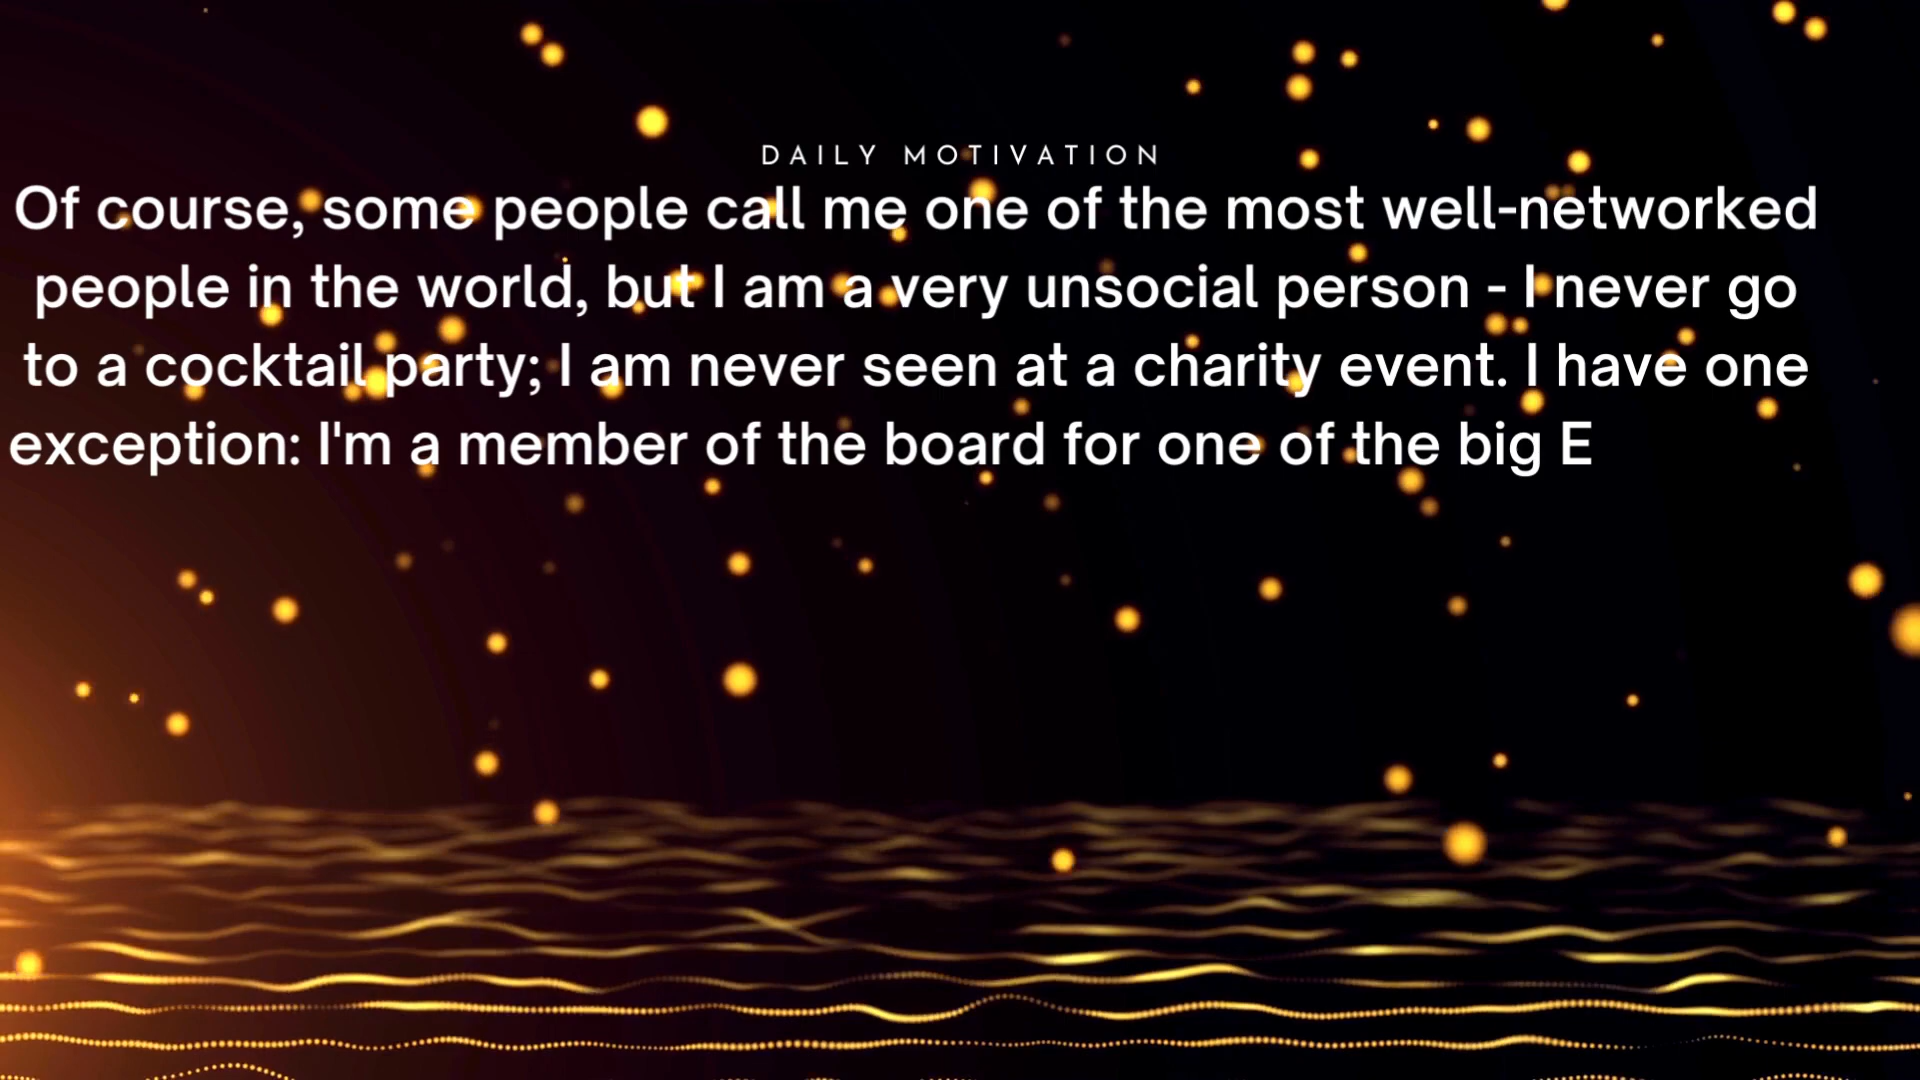 DAILY MOTIVATION
Of course, some people call me one of the most well-networked
people in the world, but I am a very unsocial person - I never go
to a cocktail party; I am never seen at a charity event. I have one
exception: I'm a member of the board for one of the big E